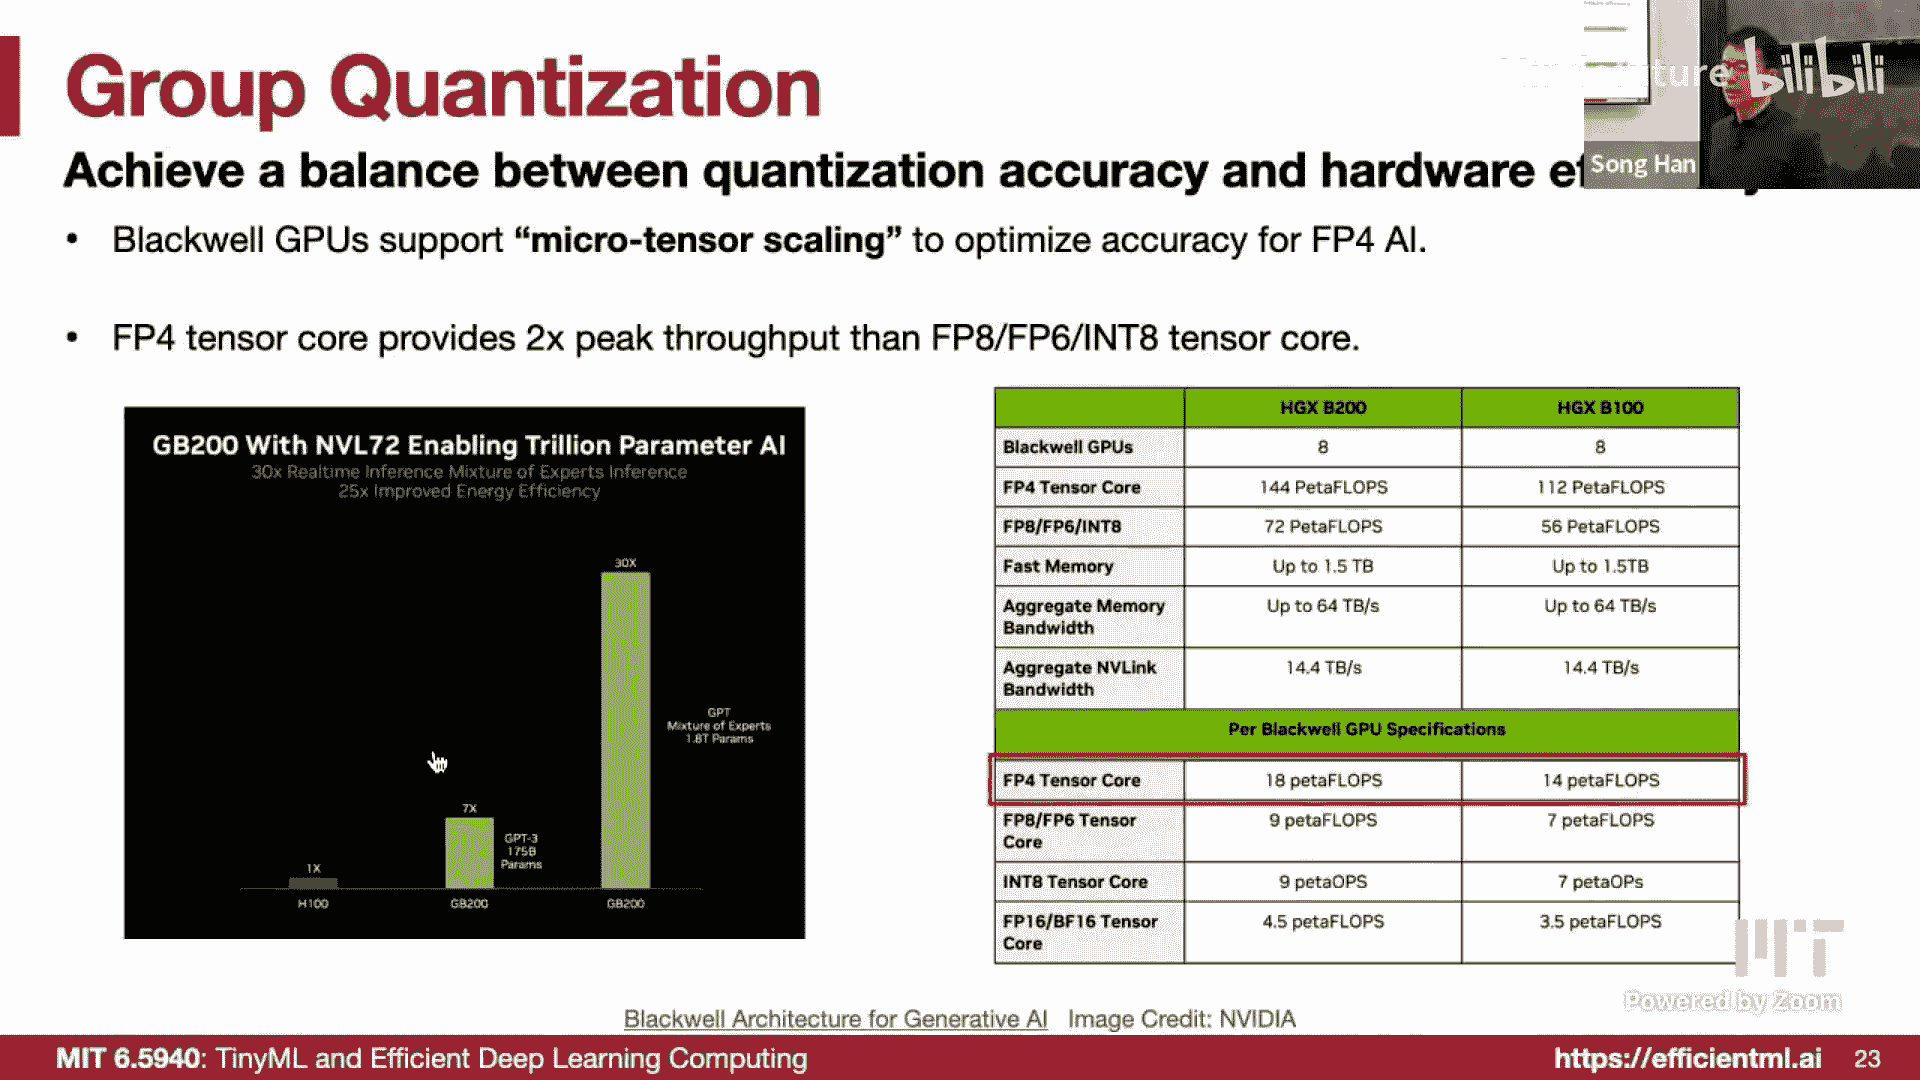 Group Quantization
Achieve a balance between quantization accuracy and hardware
• Blackwell GPUs support “micro-tensor scaling” to optimize accuracy for FP4 AI.
• FP4 tensor core provides 2x peak throughput than FP8/FP6/INT8 tensor core.
Song Han
bilibili
GB200 With NVL72 Enabling Trillion Parameter AI
30x Realtime Inference Mixture of Experts Inference
25x Improved Energy Efficiency
30X
GPT
Mixture of Experts
1.8T Params
7X
GPT-3
175B
Params
1X
H100 GB200 GB200
HGX B200 HGX B100
Blackwell GPUs 8 8
FP4 Tensor Core 144 PetaFLOPS 112 PetaFLOPS
FP8/FP6/INT8 72 PetaFLOPS 56 PetaFLOPS
Fast Memory Up to 1.5 TB Up to 1.5TB
Aggregate Memory Up to 64 TB/s Up to 64 TB/s
Bandwidth
Aggregate NVLink 14.4 TB/s 14.4 TB/s
Bandwidth
Per Blackwell GPU Specifications
FP4 Tensor Core 18 petaFLOPS 14 petaFLOPS
FP8/FP6 Tensor 9 petaFLOPS 7 petaFLOPS
Core
INT8 Tensor Core 9 petaOPS 7 petaOPs
FP16/BF16 Tensor 4.5 petaFLOPS 3.5 petaFLOPS
Core
MIT
Powered by Zoom
Blackwell Architecture for Generative AI Image Credit: NVIDIA
MIT 6.5940: TinyML and Efficient Deep Learning Computing
https://efficientml.ai 23